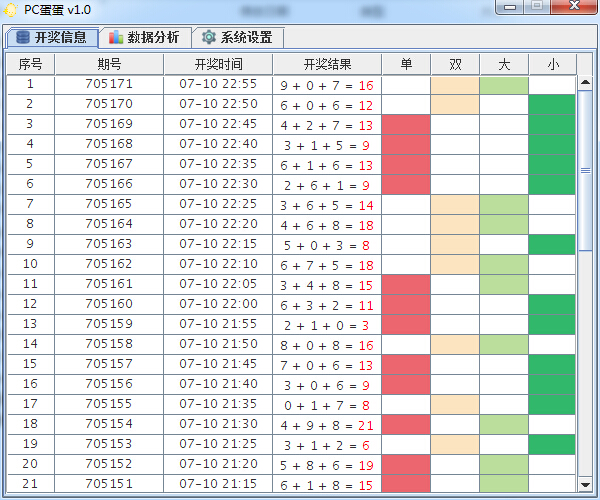 PC蛋蛋 v1.0
开奖信息 数据分析 系统设置
序号 期号 开奖时间 开奖结果 单 双 大 小
1 705171 07-10 22:55 9 + 0 + 7 = 16
2 705170 07-10 22:50 6 + 0 + 6 = 12
3 705169 07-10 22:45 4 + 2 + 7 = 13
4 705168 07-10 22:40 3 + 1 + 5 = 9
5 705167 07-10 22:35 6 + 1 + 6 = 13
6 705166 07-10 22:30 2 + 6 + 1 = 9
7 705165 07-10 22:25 3 + 6 + 5 = 14
8 705164 07-10 22:20 4 + 6 + 8 = 18
9 705163 07-10 22:15 5 + 0 + 3 = 8
10 705162 07-10 22:10 6 + 7 + 5 = 18
11 705161 07-10 22:05 3 + 4 + 8 = 15
12 705160 07-10 22:00 6 + 3 + 2 = 11
13 705159 07-10 21:55 2 + 1 + 0 = 3
14 705158 07-10 21:50 8 + 0 + 8 = 16
15 705157 07-10 21:45 7 + 0 + 6 = 13
16 705156 07-10 21:40 3 + 0 + 6 = 9
17 705155 07-10 21:35 0 + 1 + 7 = 8
18 705154 07-10 21:30 4 + 9 + 8 = 21
19 705153 07-10 21:25 3 + 1 + 2 = 6
20 705152 07-10 21:20 5 + 8 + 6 = 19
21 705151 07-10 21:15 6 + 1 + 8 = 15